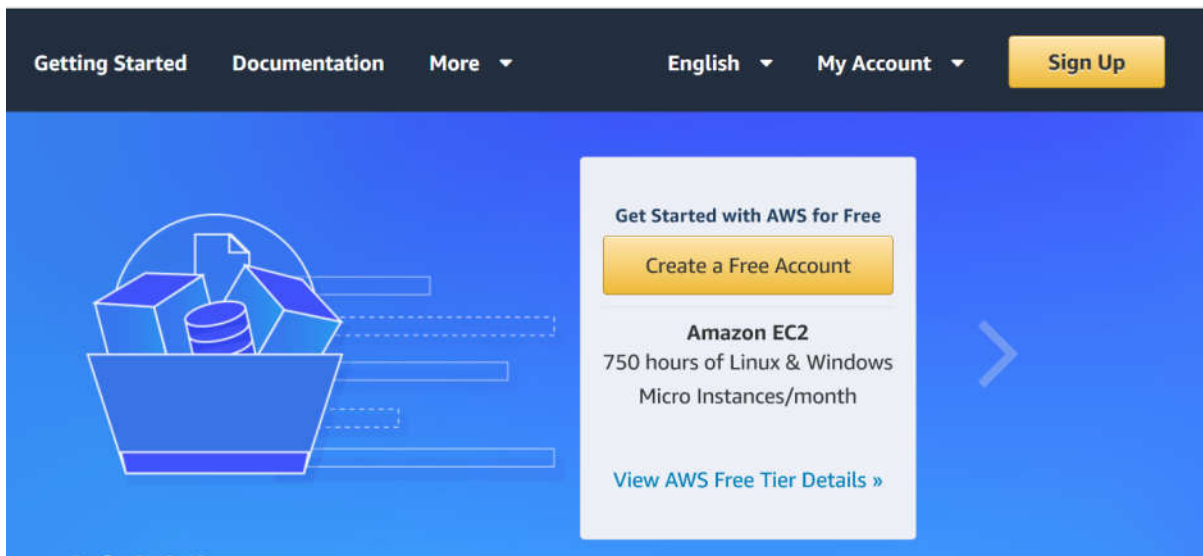 Getting Started Documentation More English My Account Sign Up
Get Started with AWS for Free
Create a Free Account
Amazon EC2
750 hours of Linux & Windows
Micro Instances/month
View AWS Free Tier Details »